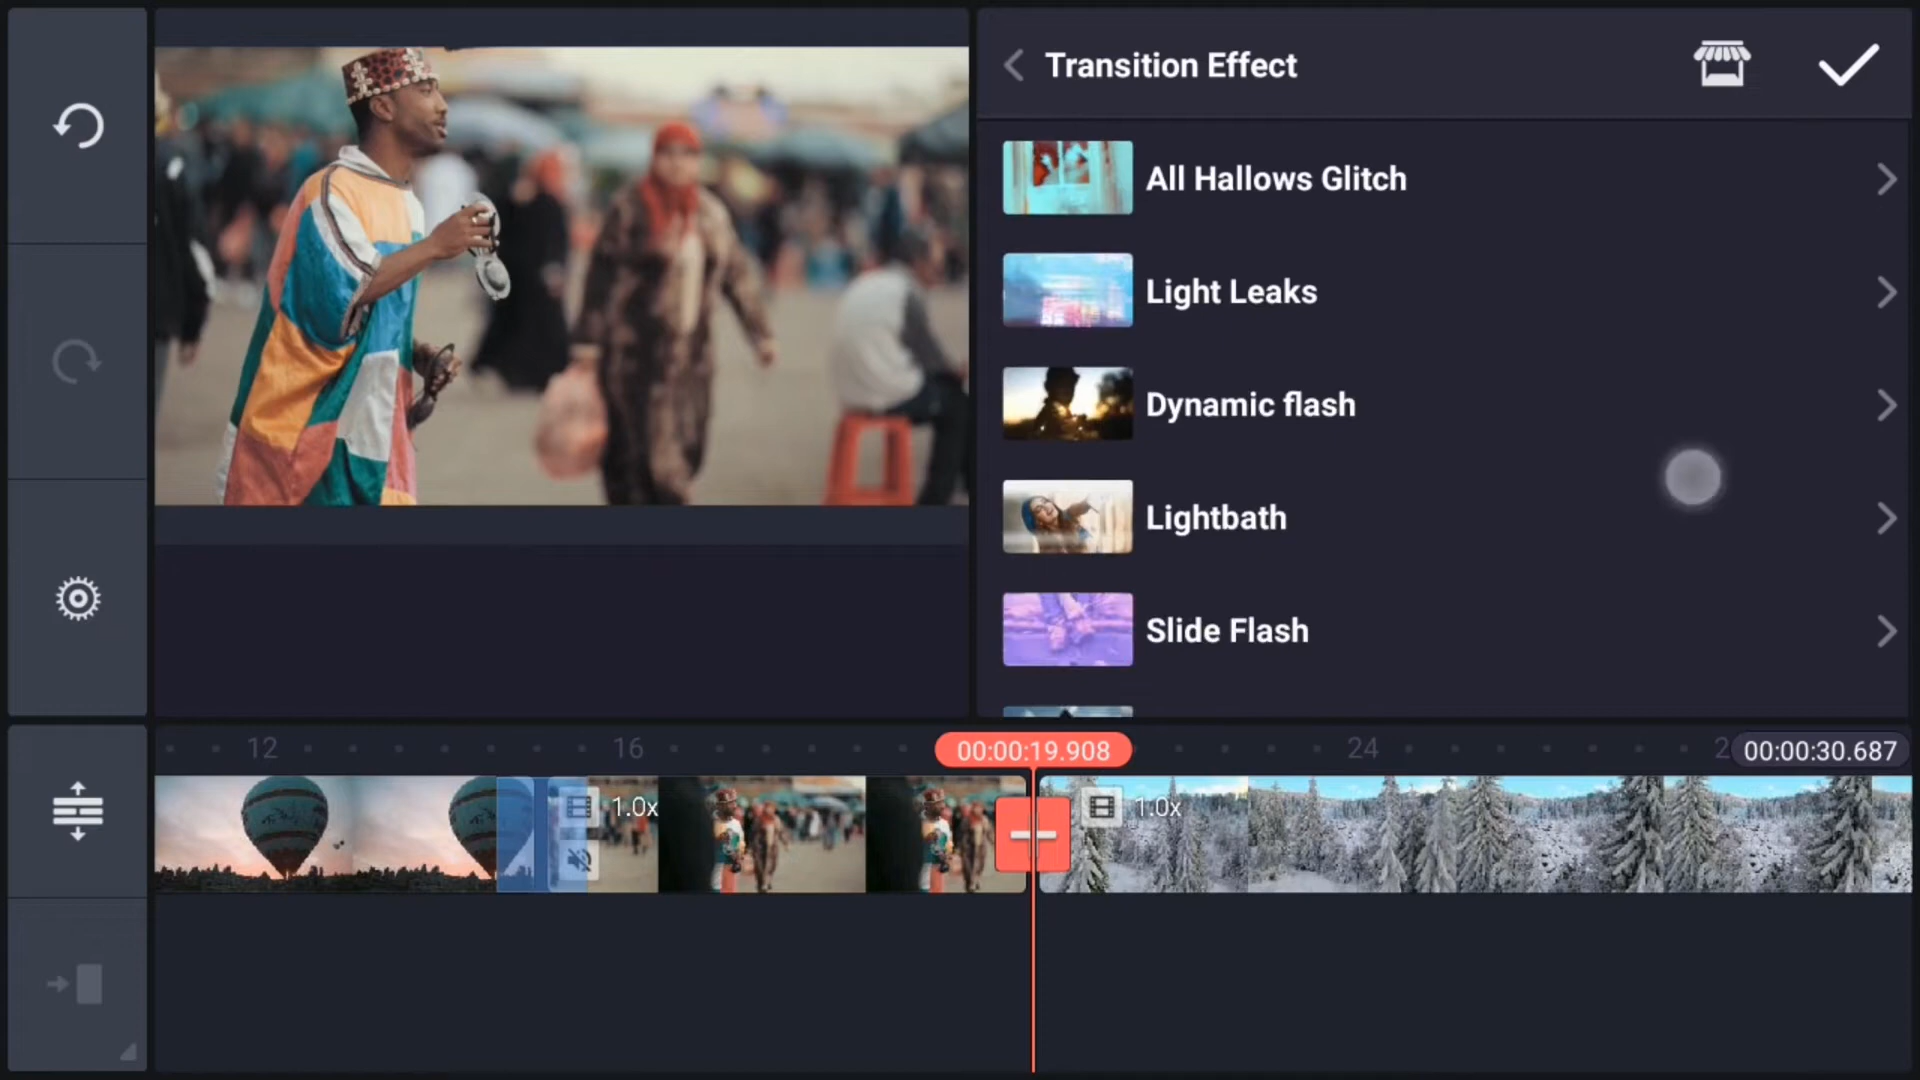 Transition Effect
All Hallows Glitch
Light Leaks
Dynamic flash
Lightbath
Slide Flash
12
16
00:00:19.908
24
2
00:00:30.687
1.0x
1.0x